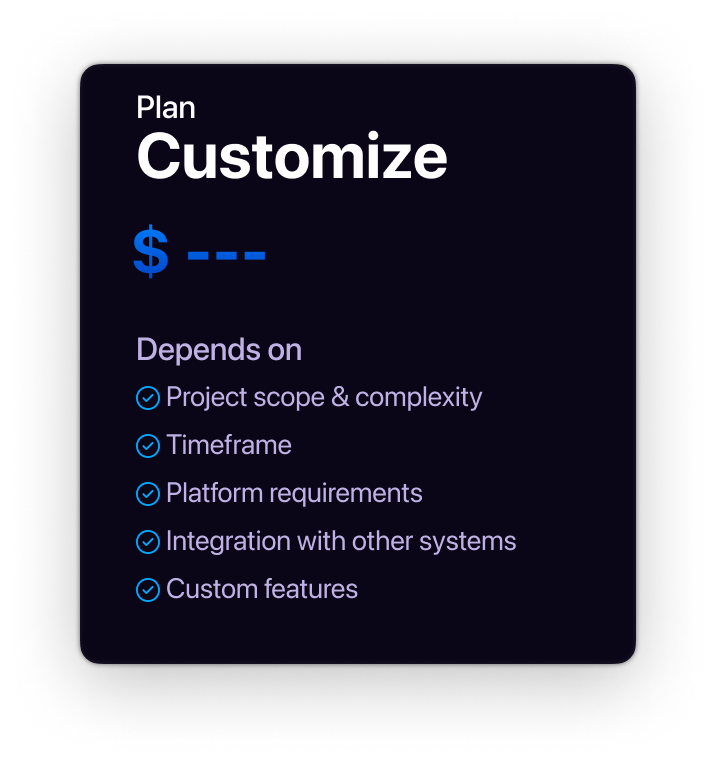 Plan
Customize
$ ---
Depends on
Project scope & complexity
Timeframe
Platform requirements
Integration with other systems
Custom features